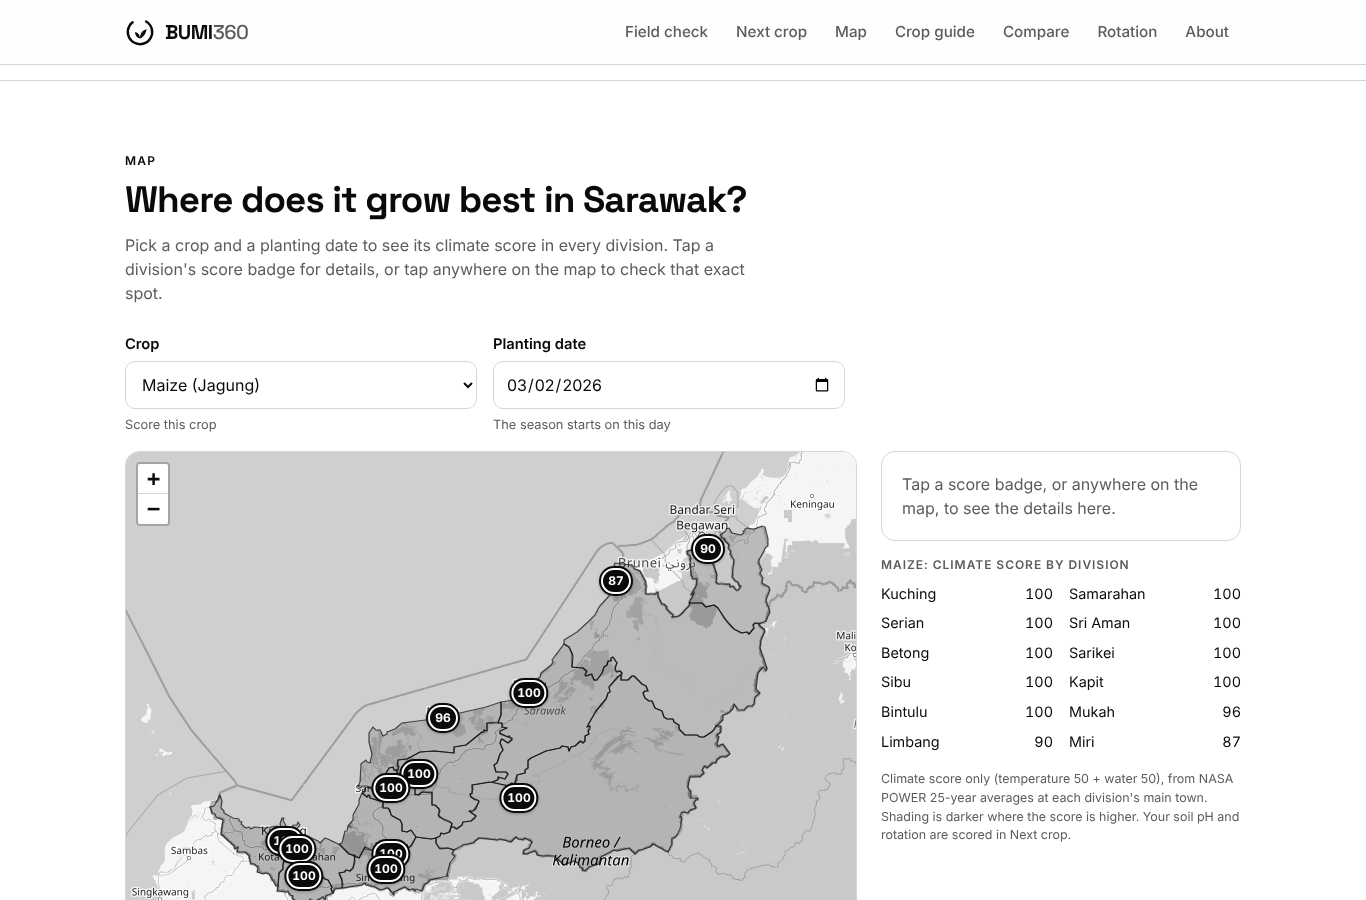 BUMI360
Field check
Next crop
Map
Crop guide
Compare
Rotation
About
MAP
Where does it grow best in Sarawak?
Pick a crop and a planting date to see its climate score in every division. Tap a
division's score badge for details, or tap anywhere on the map to check that exact
spot.
Crop
Planting date
Maize (Jagung)
03/02/2026
Score this crop
The season starts on this day
+
−
Keningau
Bandar Seri
Begawan
90
Brunei بروني
87
100
Sarawak
96
100
100
100
100
100
100
100
Borneo /
Kalimantan
Sambas
Singkawang
Tap a score badge, or anywhere on the
map, to see the details here.
MAIZE: CLIMATE SCORE BY DIVISION
Kuching 100 Samarahan 100
Serian 100 Sri Aman 100
Betong 100 Sarikei 100
Sibu 100 Kapit 100
Bintulu 100 Mukah 96
Limbang 90 Miri 87
Climate score only (temperature 50 + water 50), from NASA
POWER 25-year averages at each division's main town.
Shading is darker where the score is higher. Your soil pH and
rotation are scored in Next crop.